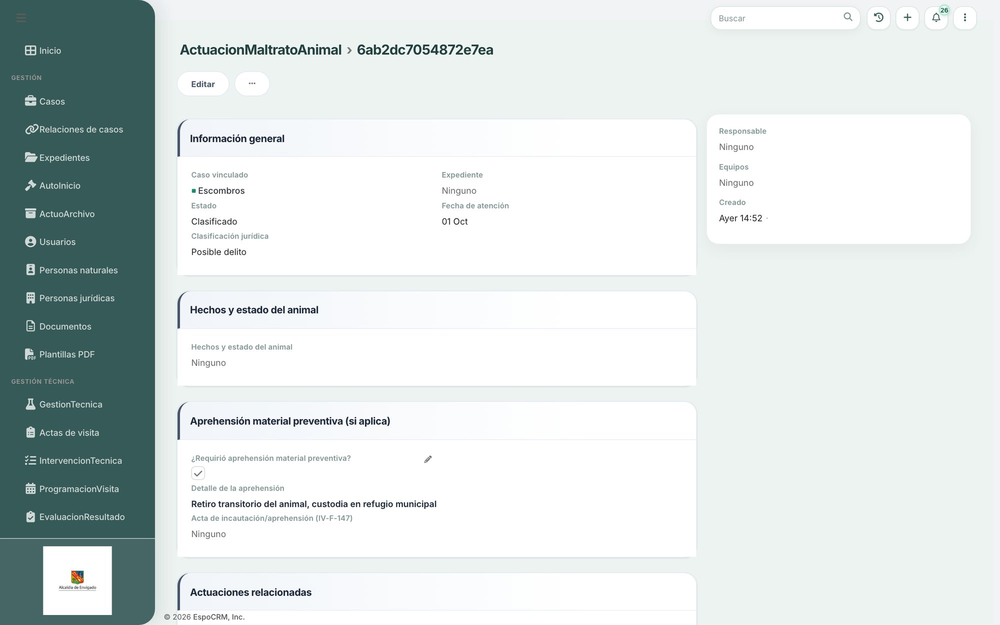 Buscar
26
Inicio
GESTIÓN
Casos
Relaciones de casos
Expedientes
AutoInicio
ActuoArchivo
Usuarios
Personas naturales
Personas jurídicas
Documentos
Plantillas PDF
GESTIÓN TÉCNICA
GestionTecnica
Actas de visita
IntervencionTecnica
ProgramacionVisita
EvaluacionResultado
Alcaldía de Envigado
ActuacionMaltratoAnimal › 6ab2dc7054872e7ea
Editar
Información general
Caso vinculado
Escombros
Expediente
Ninguno
Estado
Clasificado
Fecha de atención
01 Oct
Clasificación jurídica
Posible delito
Hechos y estado del animal
Hechos y estado del animal
Ninguno
Aprehensión material preventiva (si aplica)
¿Requirió aprehensión material preventiva?
Detalle de la aprehensión
Retiro transitorio del animal, custodia en refugio municipal
Acta de incautación/aprehensión (IV-F-147)
Ninguno
Actuaciones relacionadas
Responsable
Ninguno
Equipos
Ninguno
Creado
Ayer 14:52 ·
© 2026 EspoCRM, Inc.